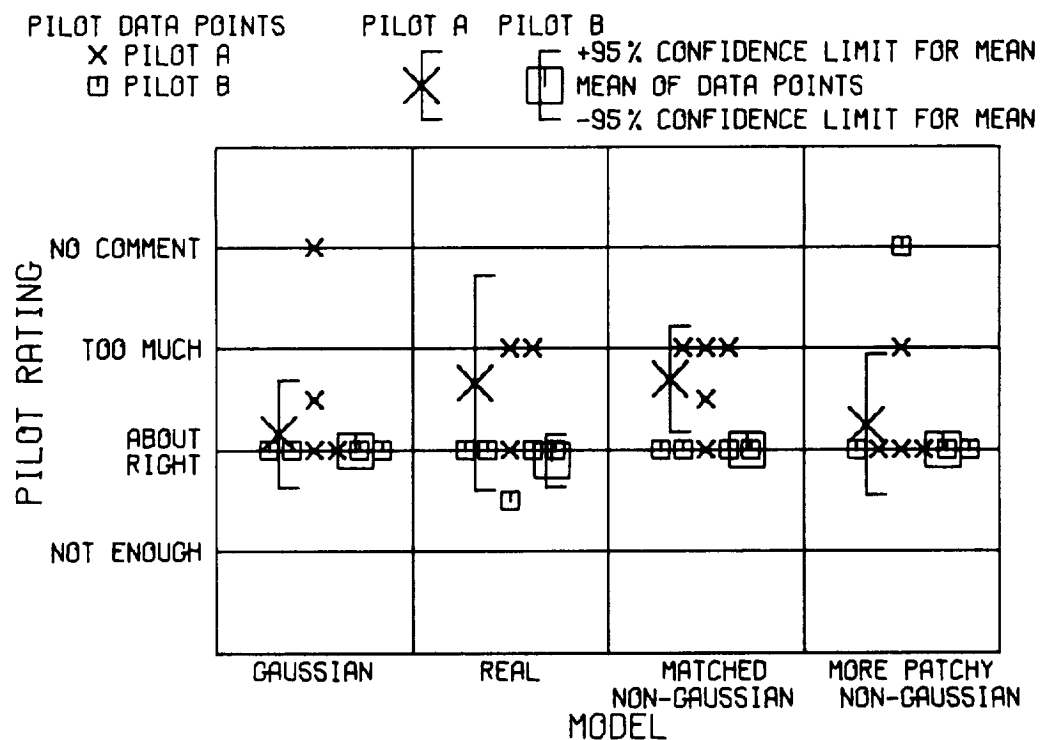 PILOT DATA POINTS
PILOT A
PILOT B
PILOT A PILOT B
+95% CONFIDENCE LIMIT FOR MEAN
MEAN OF DATA POINTS
-95% CONFIDENCE LIMIT FOR MEAN
PILOT RATING
NO COMMENT
TOO MUCH
ABOUT
RIGHT
NOT ENOUGH
GAUSSIAN
REAL
MATCHED
NON-GAUSSIAN
MORE PATCHY
NON-GAUSSIAN
MODEL